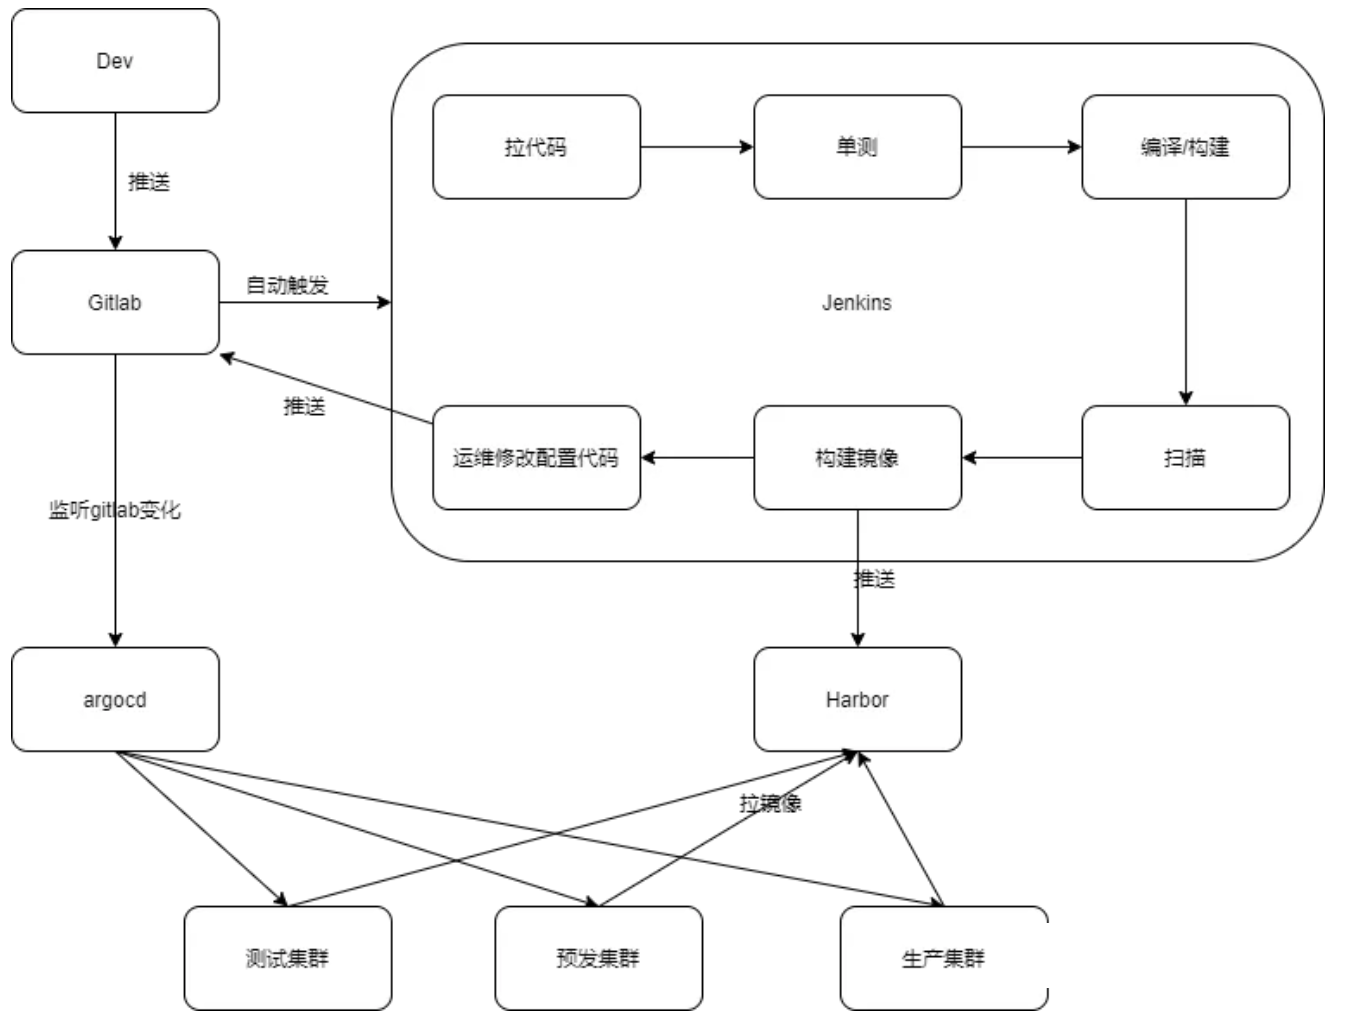 Dev
推送
Gitlab
自动触发
拉代码
单测
编译/构建
Jenkins
推送
运维修改配置代码
构建镜像
扫描
监听gitlab变化
推送
argocd
Harbor
拉镜像
测试集群
预发集群
生产集群